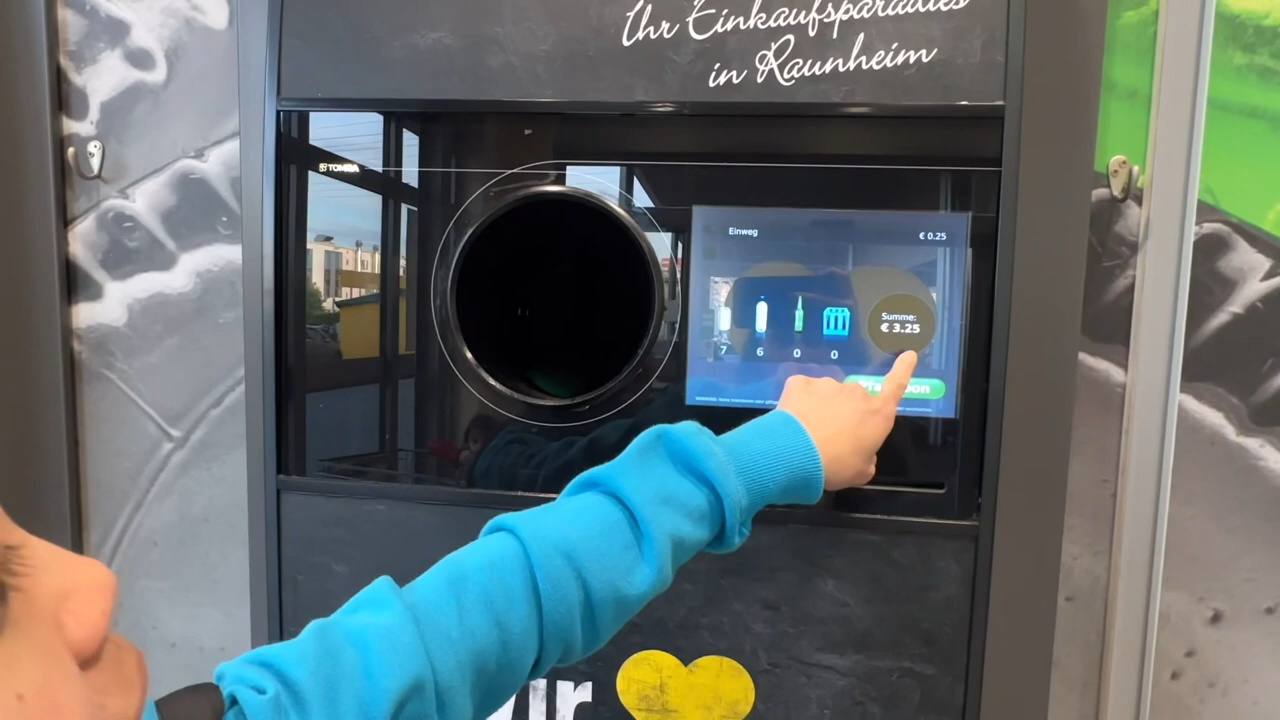 Ihr Einkaufsparadies
in Raunheim
TOMRA
Einweg
€ 0.25
Summe:
€ 3.25
7 6 0 0